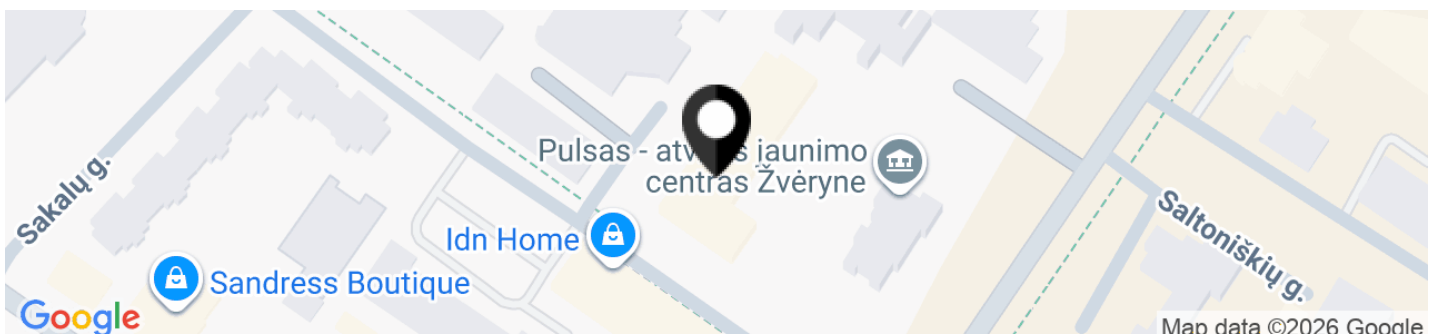 Sakalų g.
Pulsas - jaunimo
centras Žvėryne
Idn Home
Sandress Boutique
Saltoniškių g.
Google
Map data ©2026 Google